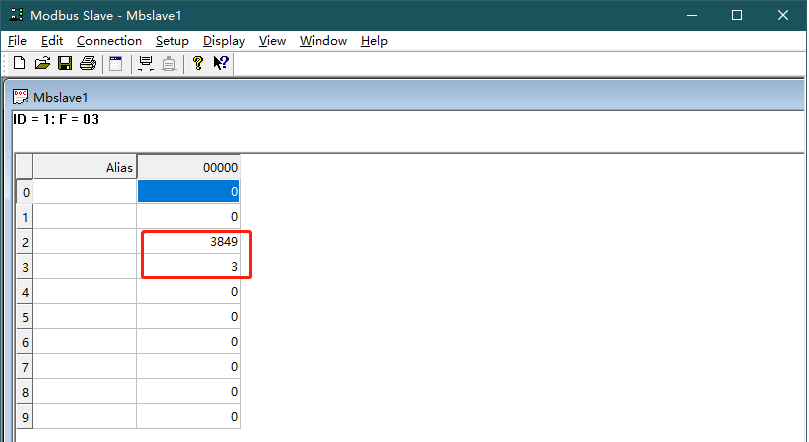 Modbus Slave - Mbslave1
File Edit Connection Setup Display View Window Help
Mbslave1
ID = 1: F = 03
Alias 00000
0 0
1 0
2 3849
3 3
4 0
5 0
6 0
7 0
8 0
9 0